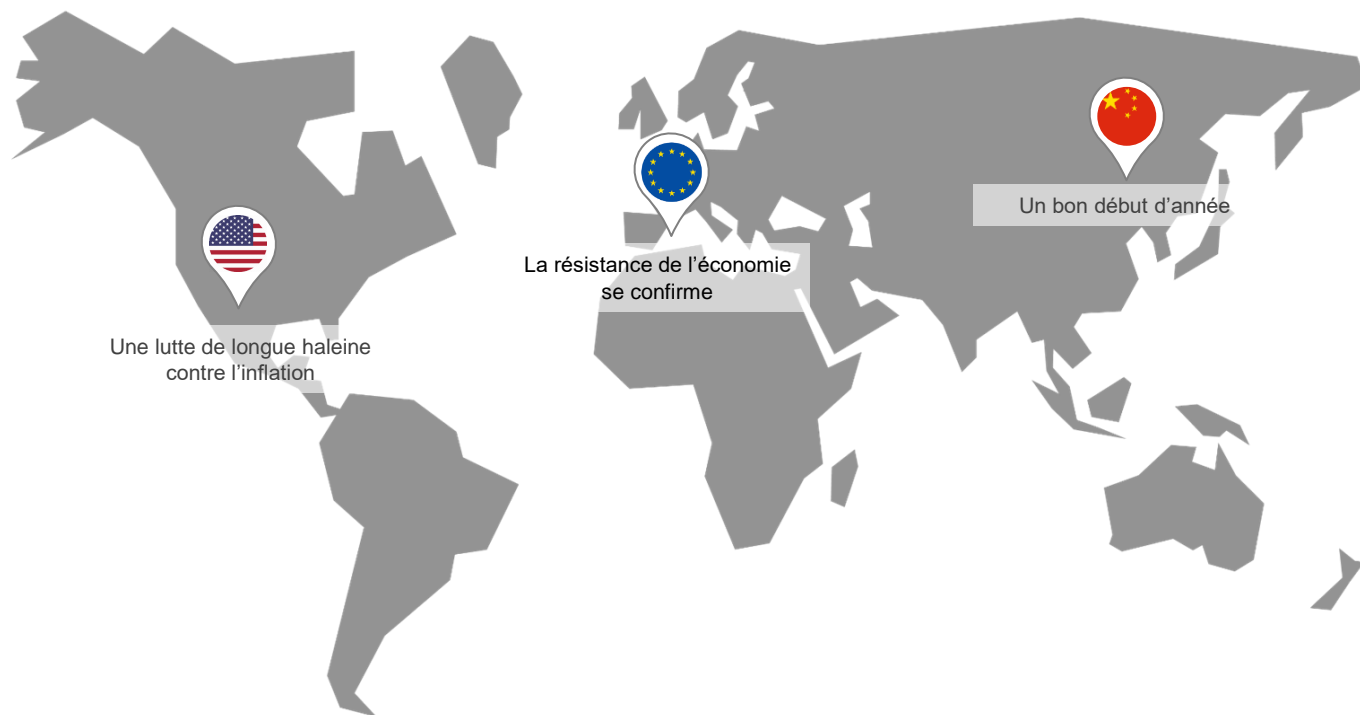 Un bon début d’année
La résistance de l’économie
se confirme
Une lutte de longue haleine
contre l’inflation